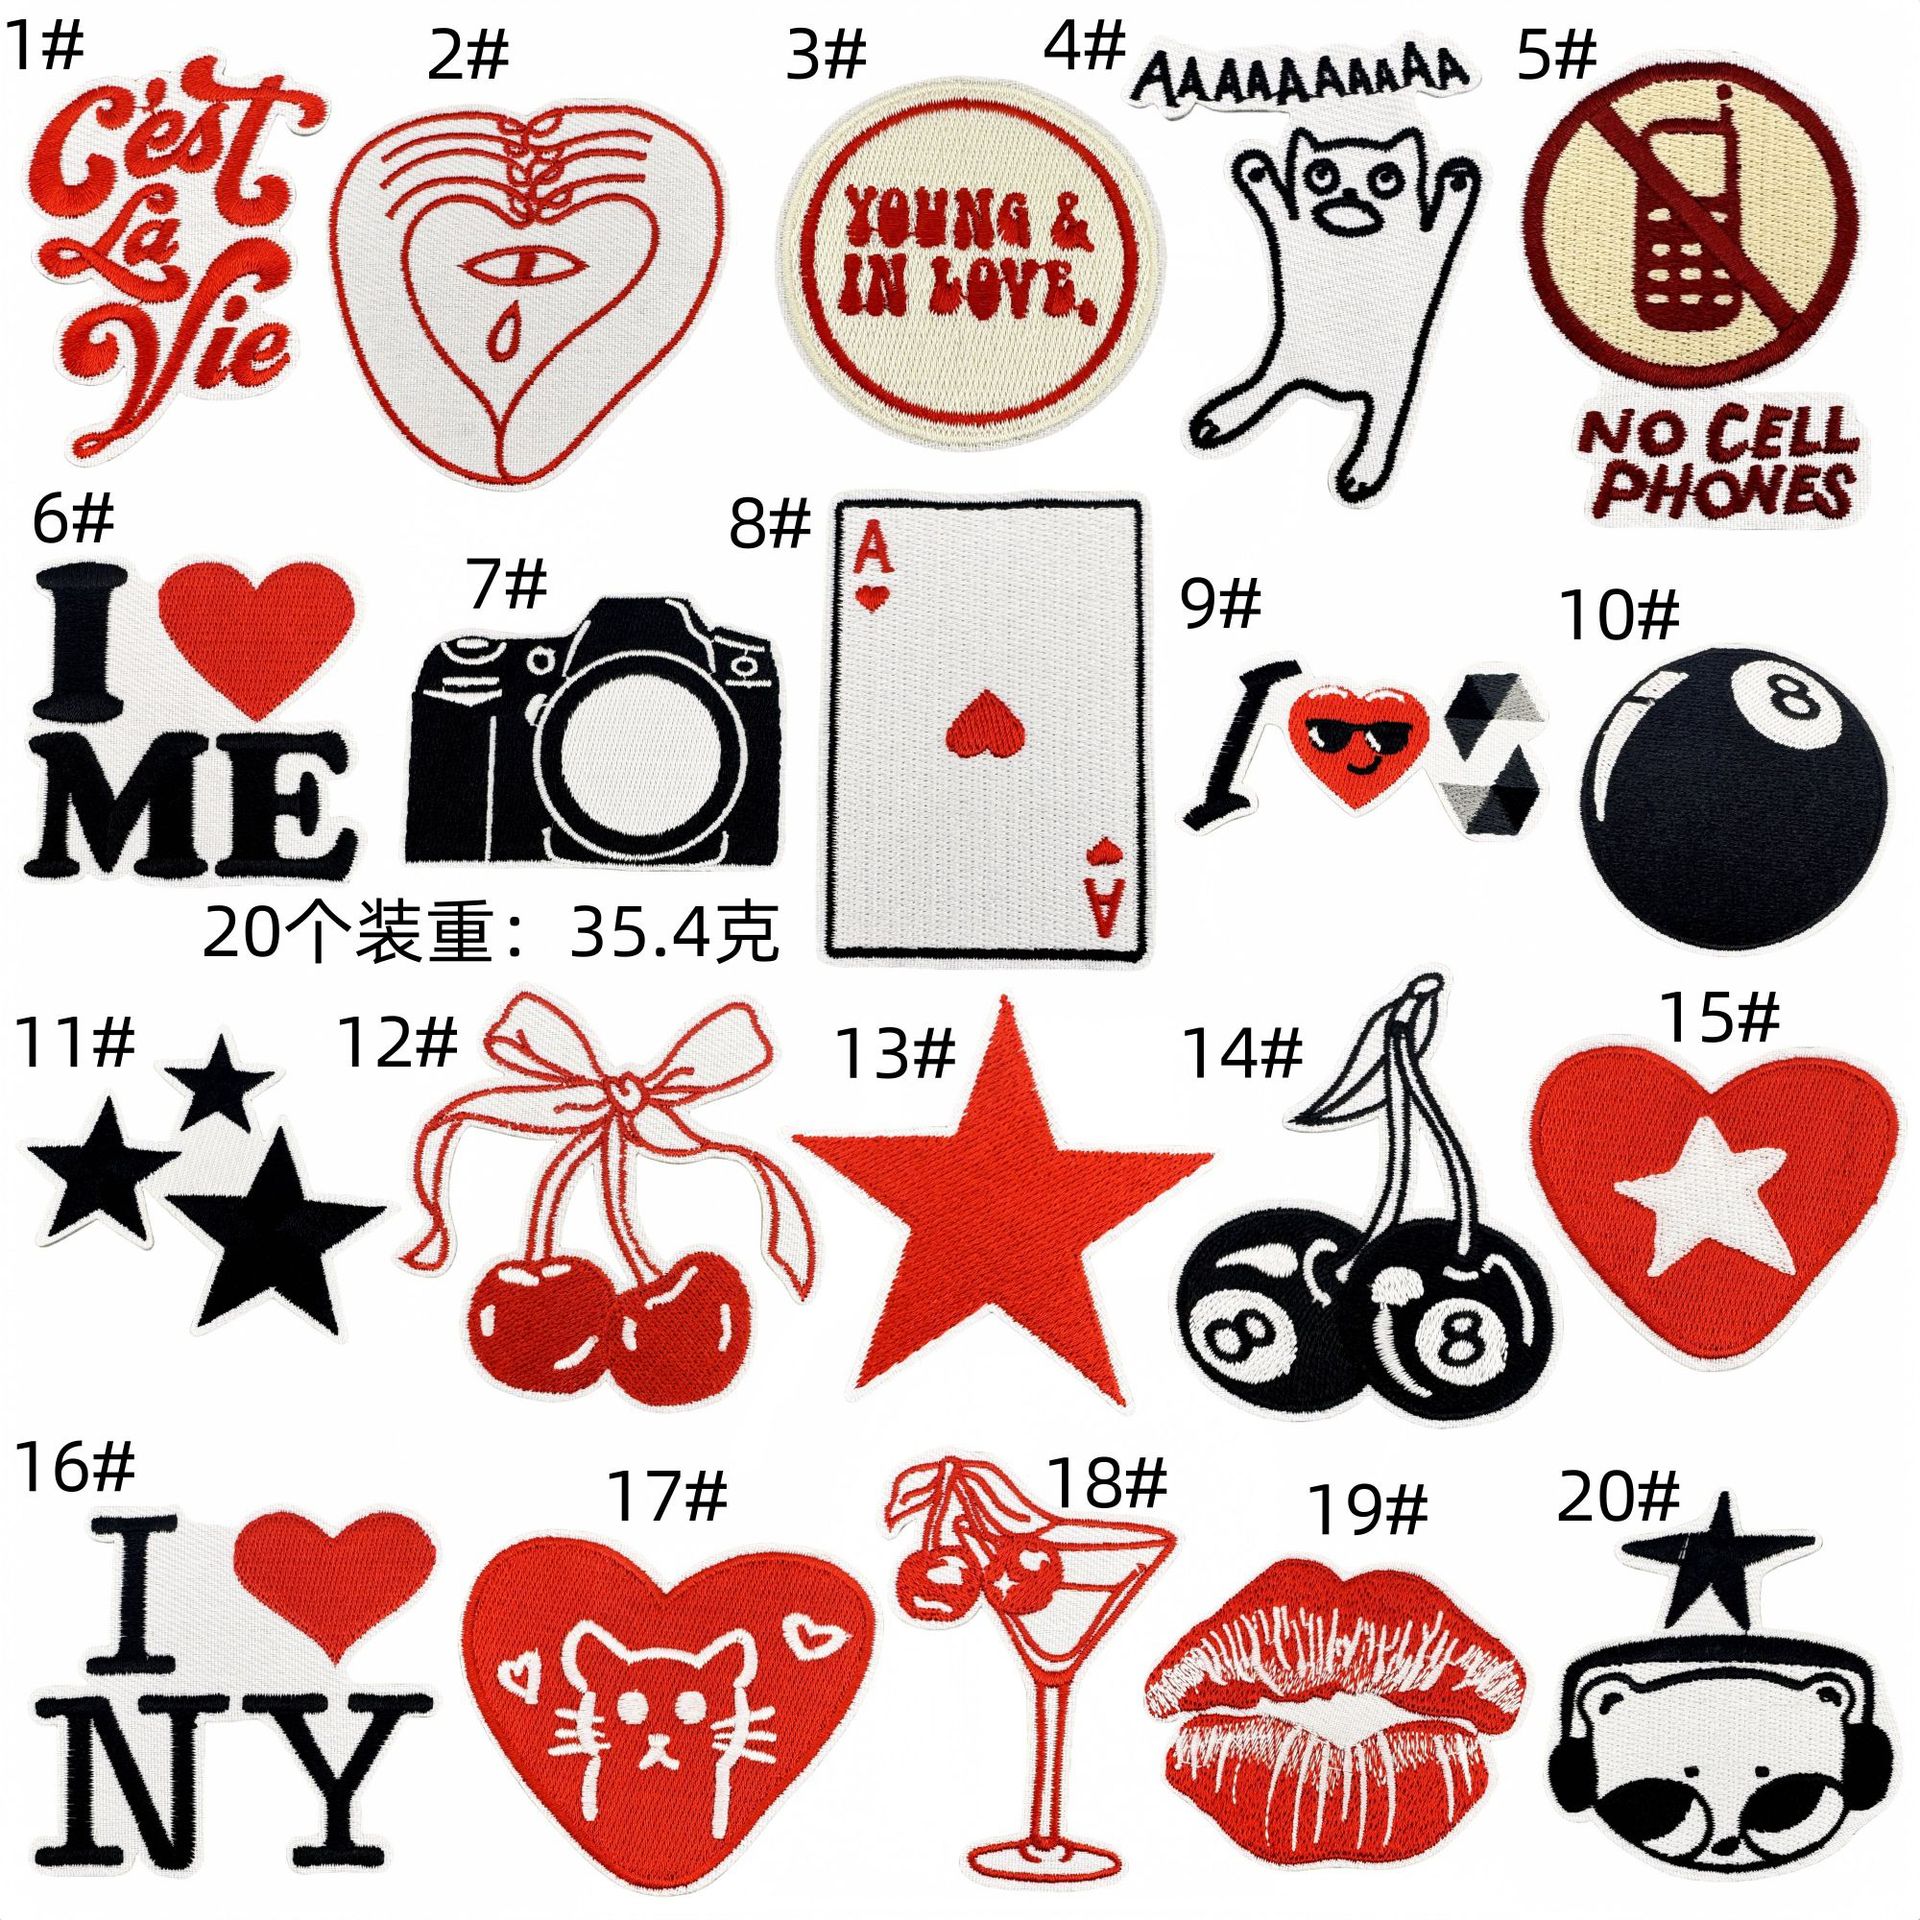 1#
C'est
La
Vie
2#
3#
YOUNG &
IN LOVE.
4#
AAAAAAAAAA
5#
NO CELL
PHONES
6#
I
ME
7#
8#
A
A
9#
I
10#
8
20个装重：35.4克
11#
12#
13#
14#
8
8
15#
16#
I
NY
17#
18#
19#
20#